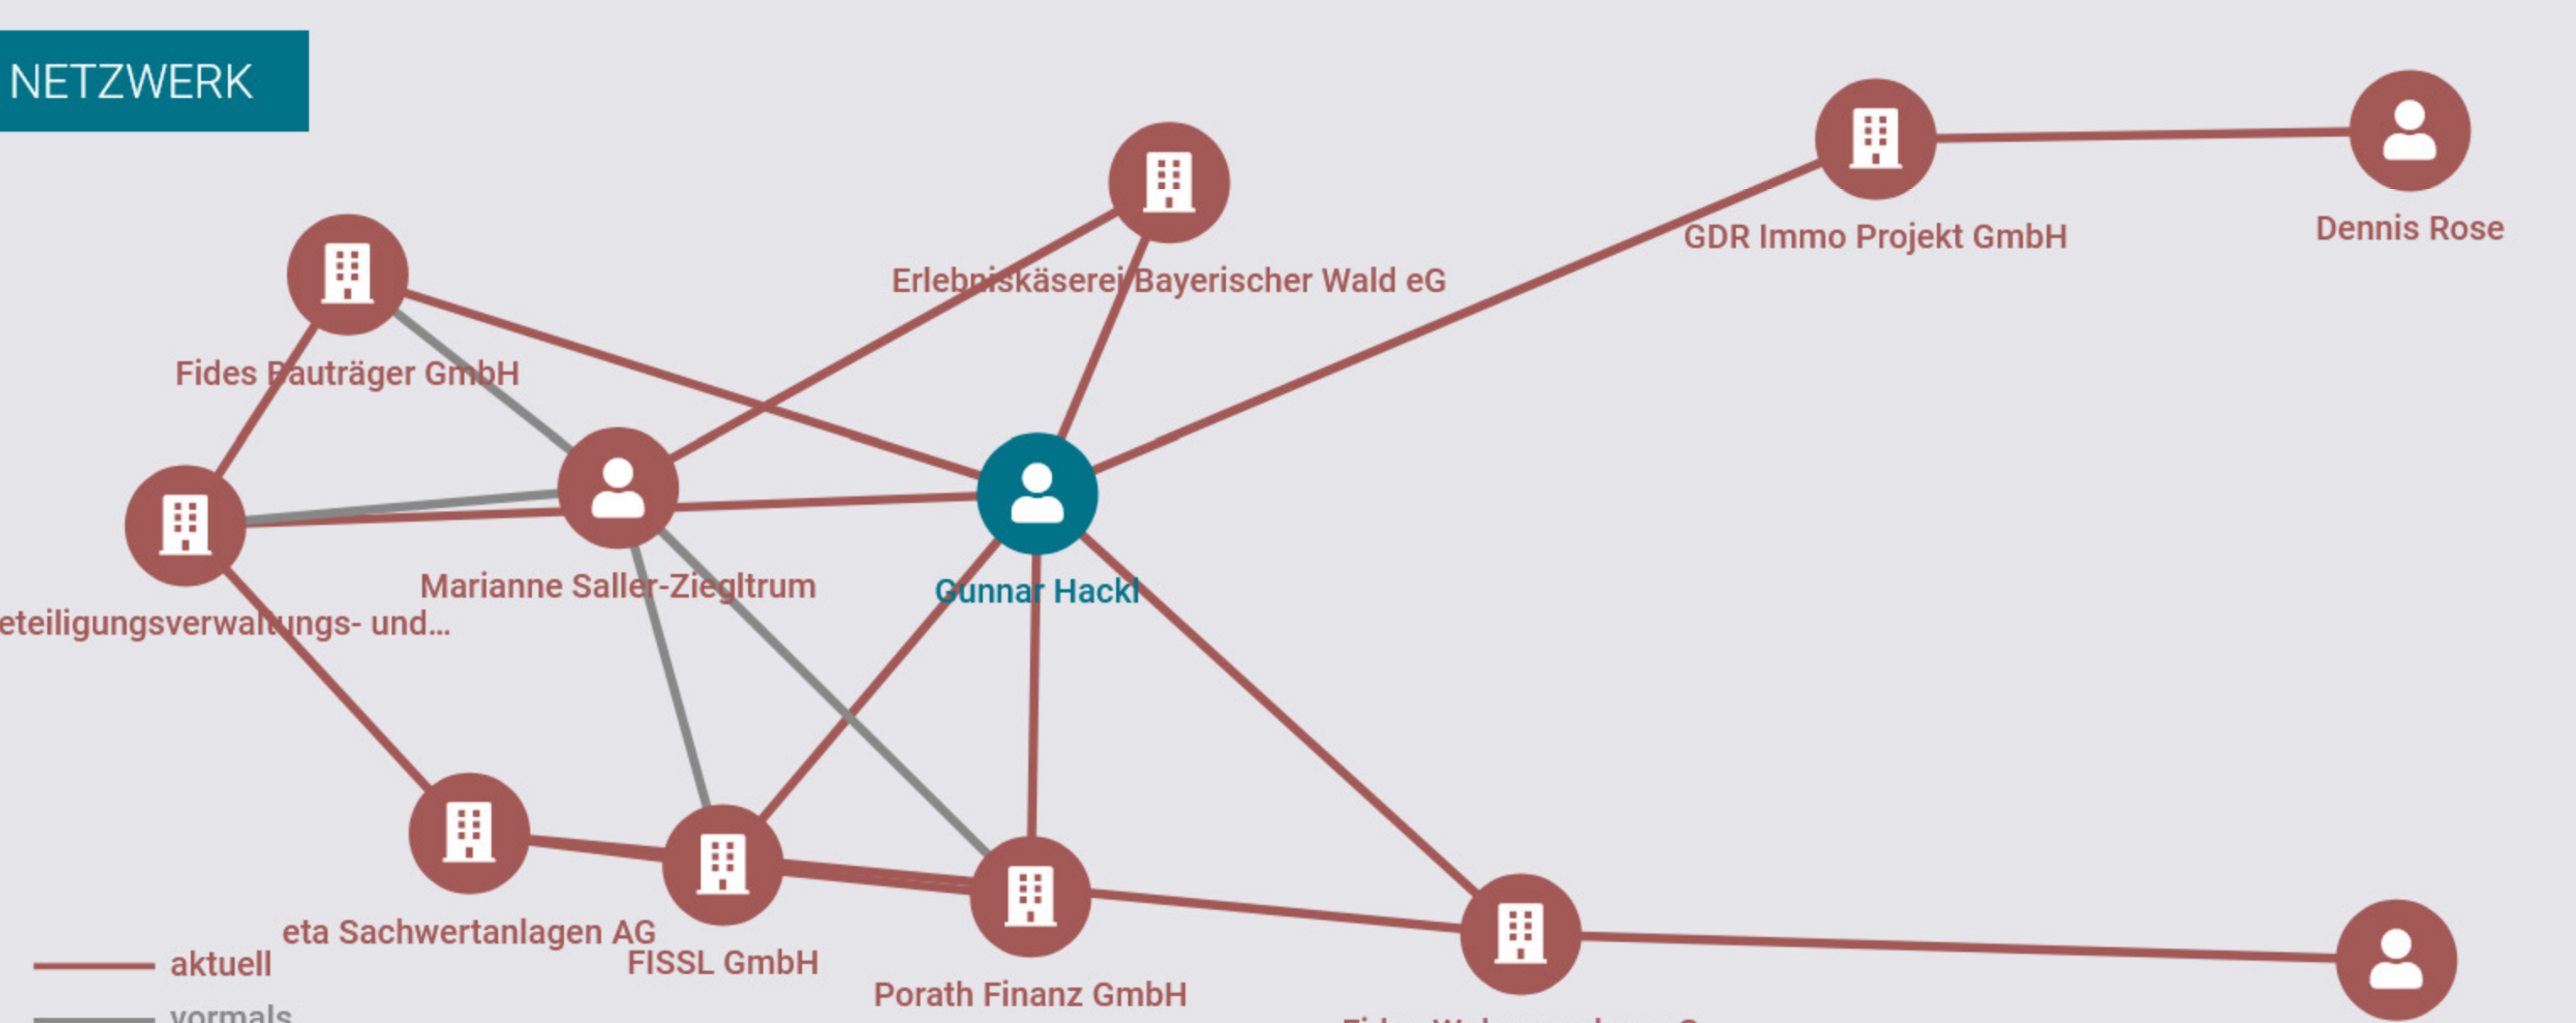 NETZWERK
Dennis Rose
GDR Immo Projekt GmbH
Erlebniskäserei Bayerischer Wald eG
Fides Bauträger GmbH
Marianne Saller-Ziegltrum
Gunnar Hackl
eteiligungsverwaltungs- und...
eta Sachwertanlagen AG
FISSL GmbH
aktuell
Porath Finanz GmbH
vormals